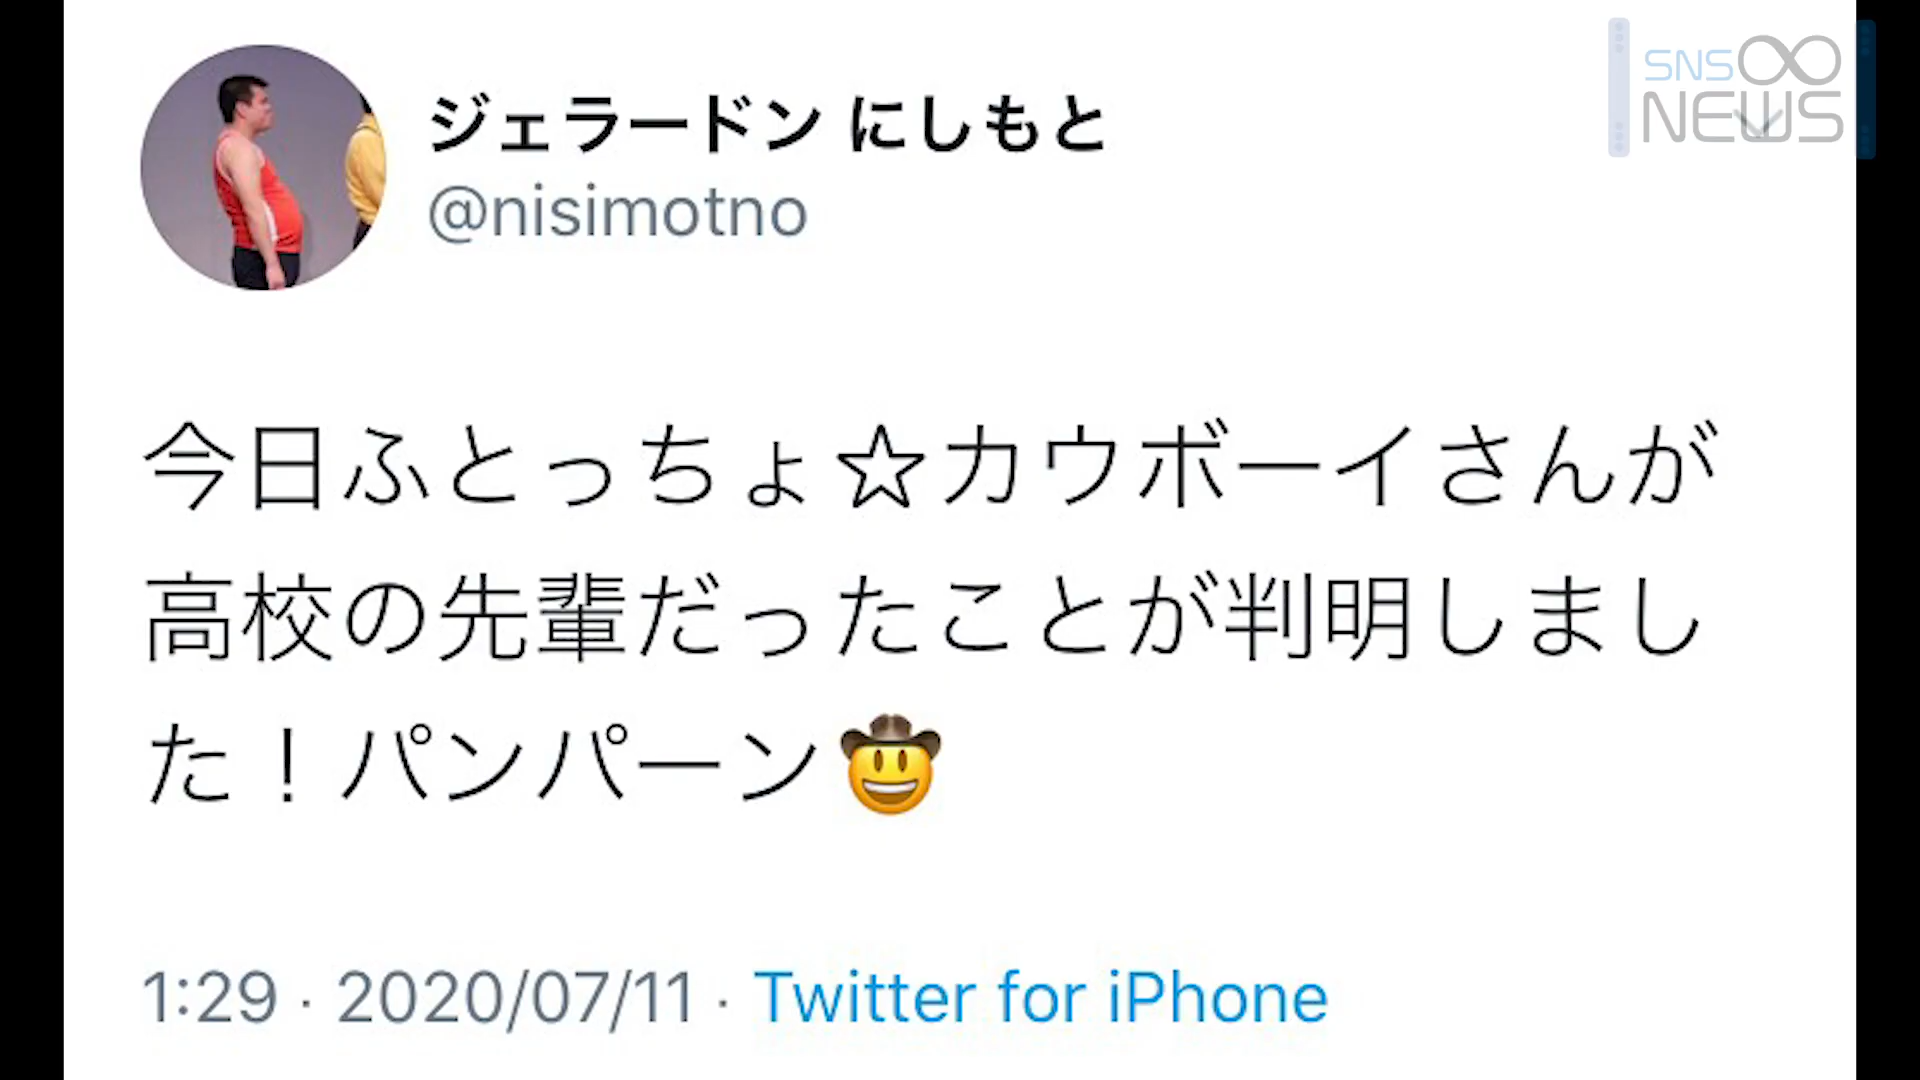 SNS
NEWS
ジェラードン にしもと
@nisimotno
今日ふとっちょ☆カウボーイさんが
高校の先輩だったことが判明しまし
た！パンパーン🤠
1:29 · 2020/07/11 · Twitter for iPhone